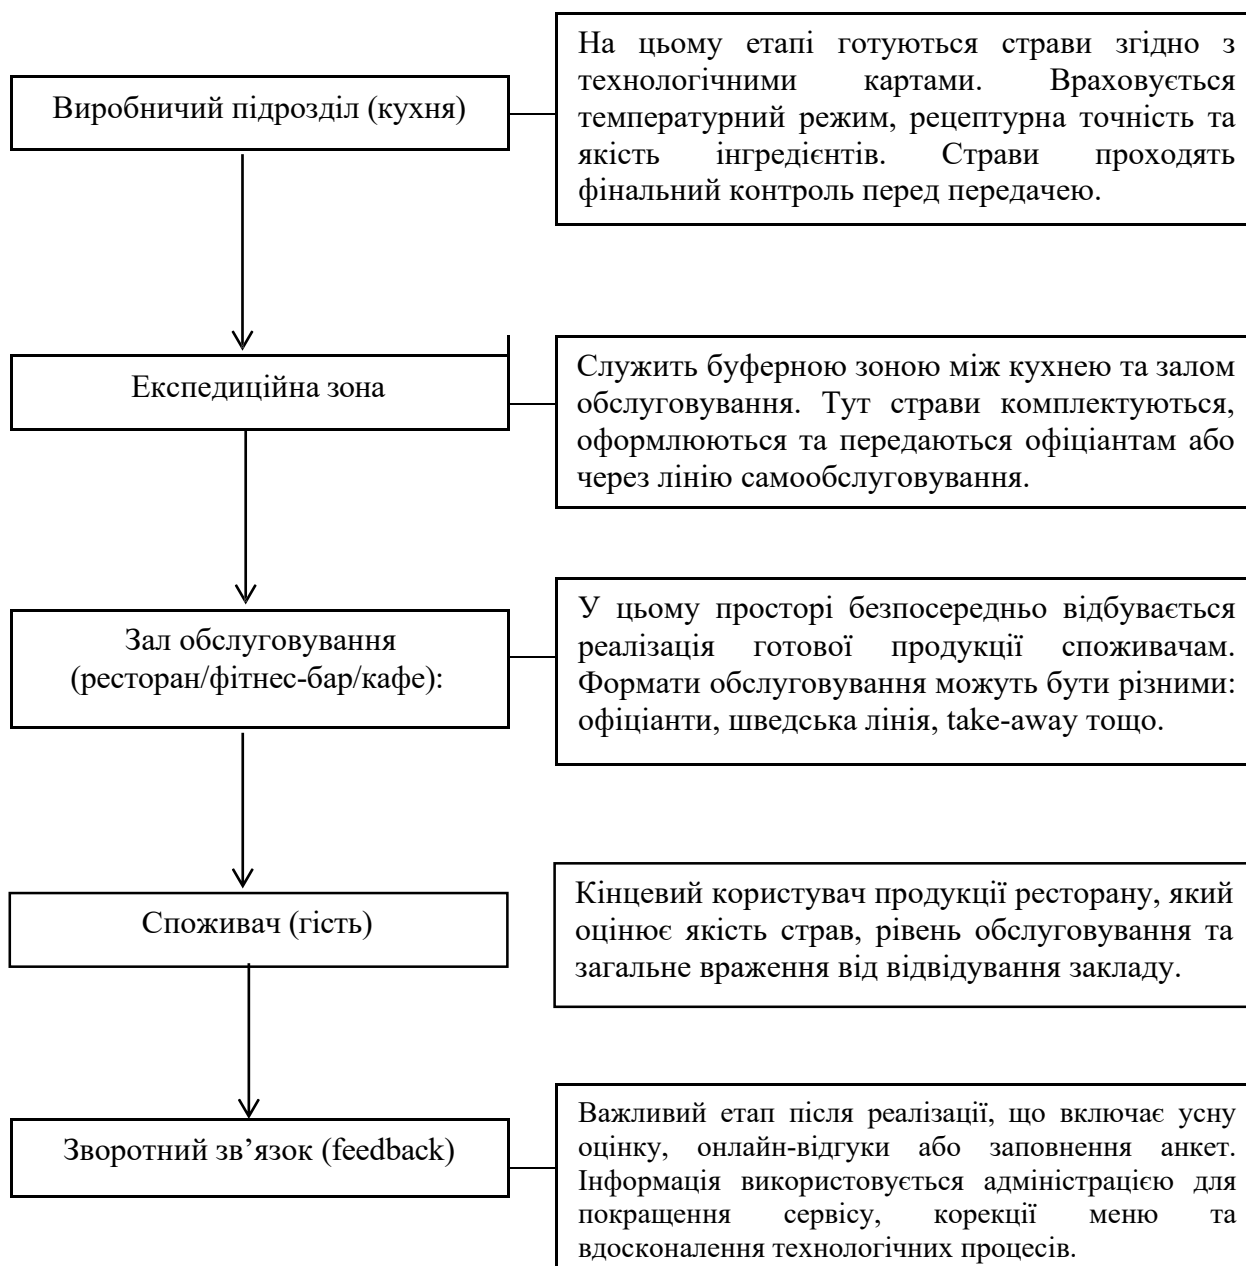 Виробничий підрозділ (кухня)
На цьому етапі готуються страви згідно з
технологічними картами. Враховується
температурний режим, рецептурна точність та
якість інгредієнтів. Страви проходять
фінальний контроль перед передачею.
Експедиційна зона
Служить буферною зоною між кухнею та залом
обслуговування. Тут страви комплектуються,
оформлюються та передаються офіціантам або
через лінію самообслуговування.
Зал обслуговування
(ресторан/фітнес-бар/кафе):
У цьому просторі безпосередньо відбувається
реалізація готової продукції споживачам.
Формати обслуговування можуть бути різними:
офіціанти, шведська лінія, take-away тощо.
Споживач (гість)
Кінцевий користувач продукції ресторану, який
оцінює якість страв, рівень обслуговування та
загальне враження від відвідування закладу.
Зворотний зв’язок (feedback)
Важливий етап після реалізації, що включає усну
оцінку, онлайн-відгуки або заповнення анкет.
Інформація використовується адміністрацією для
покращення сервісу, корекції меню та
вдосконалення технологічних процесів.